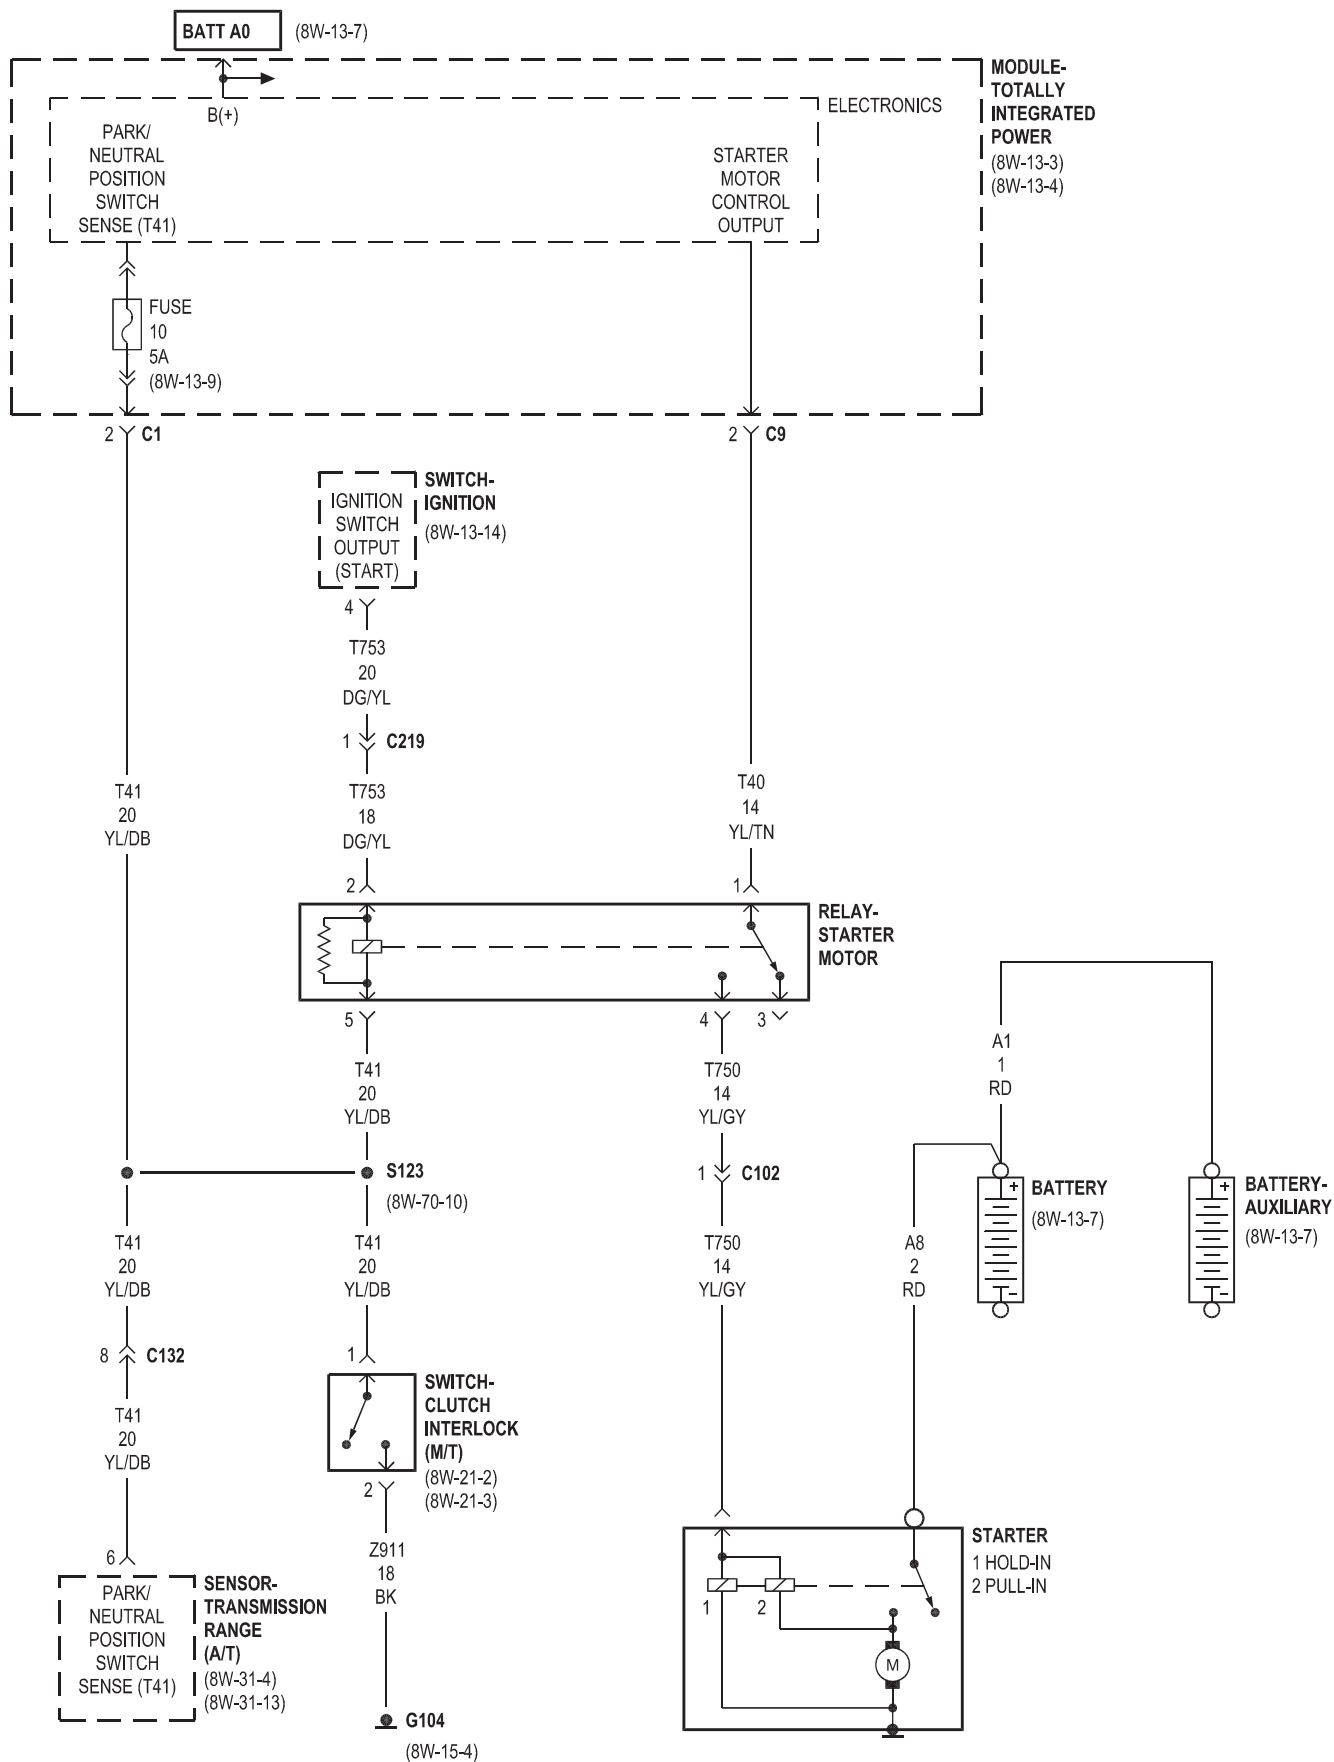 BATT A0 (8W-13-7)
MODULE-
TOTALLY
INTEGRATED
POWER
(8W-13-3)
(8W-13-4)
ELECTRONICS
B(+)
PARK/
NEUTRAL
POSITION
SWITCH
SENSE (T41)
STARTER
MOTOR
CONTROL
OUTPUT
FUSE
10
5A
(8W-13-9)
2 C1
2 C9
IGNITION
SWITCH
OUTPUT
(START)
SWITCH-
IGNITION
(8W-13-14)
4
T753
20
DG/YL
1 C219
T41
20
YL/DB
T753
18
DG/YL
T40
14
YL/TN
2
1
RELAY-
STARTER
MOTOR
5
4
3
T41
20
YL/DB
T750
14
YL/GY
A1
1
RD
S123
(8W-70-10)
1 C102
+
-
BATTERY
(8W-13-7)
+
-
BATTERY-
AUXILIARY
(8W-13-7)
T41
20
YL/DB
T41
20
YL/DB
T750
14
YL/GY
A8
2
RD
8 C132
1
SWITCH-
CLUTCH
INTERLOCK
(M/T)
(8W-21-2)
(8W-21-3)
T41
20
YL/DB
2
Z911
18
BK
6
PARK/
NEUTRAL
POSITION
SWITCH
SENSE (T41)
SENSOR-
TRANSMISSION
RANGE
(A/T)
(8W-31-4)
(8W-31-13)
G104
(8W-15-4)
STARTER
1 HOLD-IN
2 PULL-IN
1
2
M